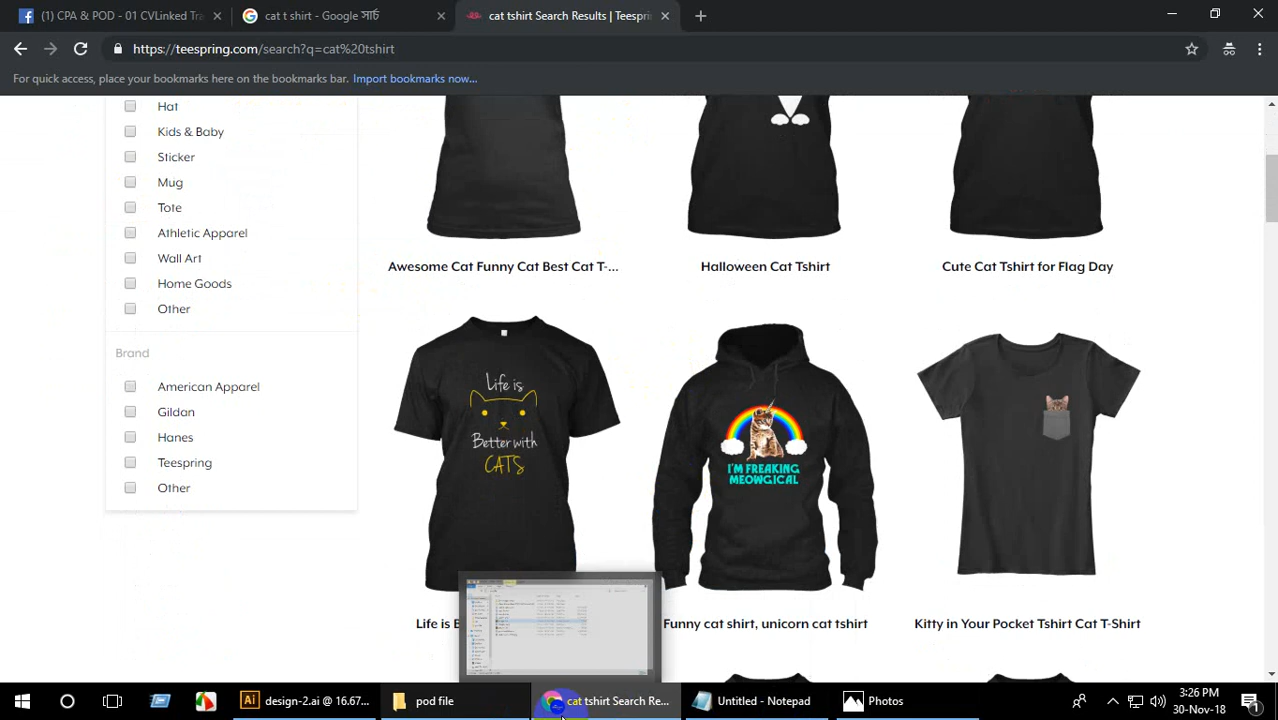 (1) CPA & POD - 01 CVLinked Tra
cat t shirt - Google সার্চ
cat tshirt Search Results | Teespri
https://teespring.com/search?q=cat%20tshirt
For quick access, place your bookmarks here on the bookmarks bar. Import bookmarks now...
Hat
Kids & Baby
Sticker
Mug
Tote
Athletic Apparel
Wall Art
Home Goods
Other
Brand
American Apparel
Gildan
Hanes
Teespring
Other
Awesome Cat Funny Cat Best Cat T-...
Halloween Cat Tshirt
Cute Cat Tshirt for Flag Day
Life is
Better with
CATS
I'M FREAKING
MEOWGICAL
Life is B
Funny cat shirt, unicorn cat tshirt
Kitty in Your Pocket Tshirt Cat T-Shirt
Ai
design-2.ai @ 16.67...
pod file
cat tshirt Search Re...
Untitled - Notepad
Photos
3:26 PM
30-Nov-18
1